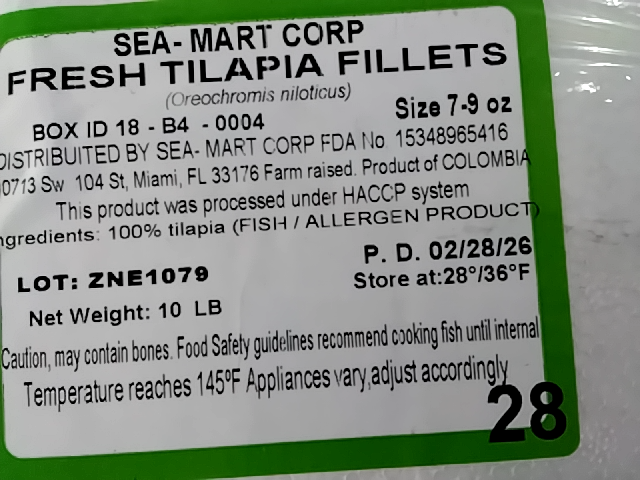 SEA- MART CORP
FRESH TILAPIA FILLETS
(Oreochromis niloticus)
Size 7-9 oz
BOX ID 18 - B4 - 0004
DISTRIBUITED BY SEA- MART CORP FDA No 15348965416
0713 Sw 104 St, Miami, FL 33176 Farm raised. Product of COLOMBIA
This product was processed under HACCP system
ngredients: 100% tilapia (FISH / ALLERGEN PRODUCT)
P. D. 02/28/26
LOT: ZNE1079
Store at:28°/36°F
Net Weight: 10 LB
Caution, may contain bones. Food Safety guidelines recommend cooking fish until internal
Temperature reaches 145ºF Appliances vary,adjust accordingly
28